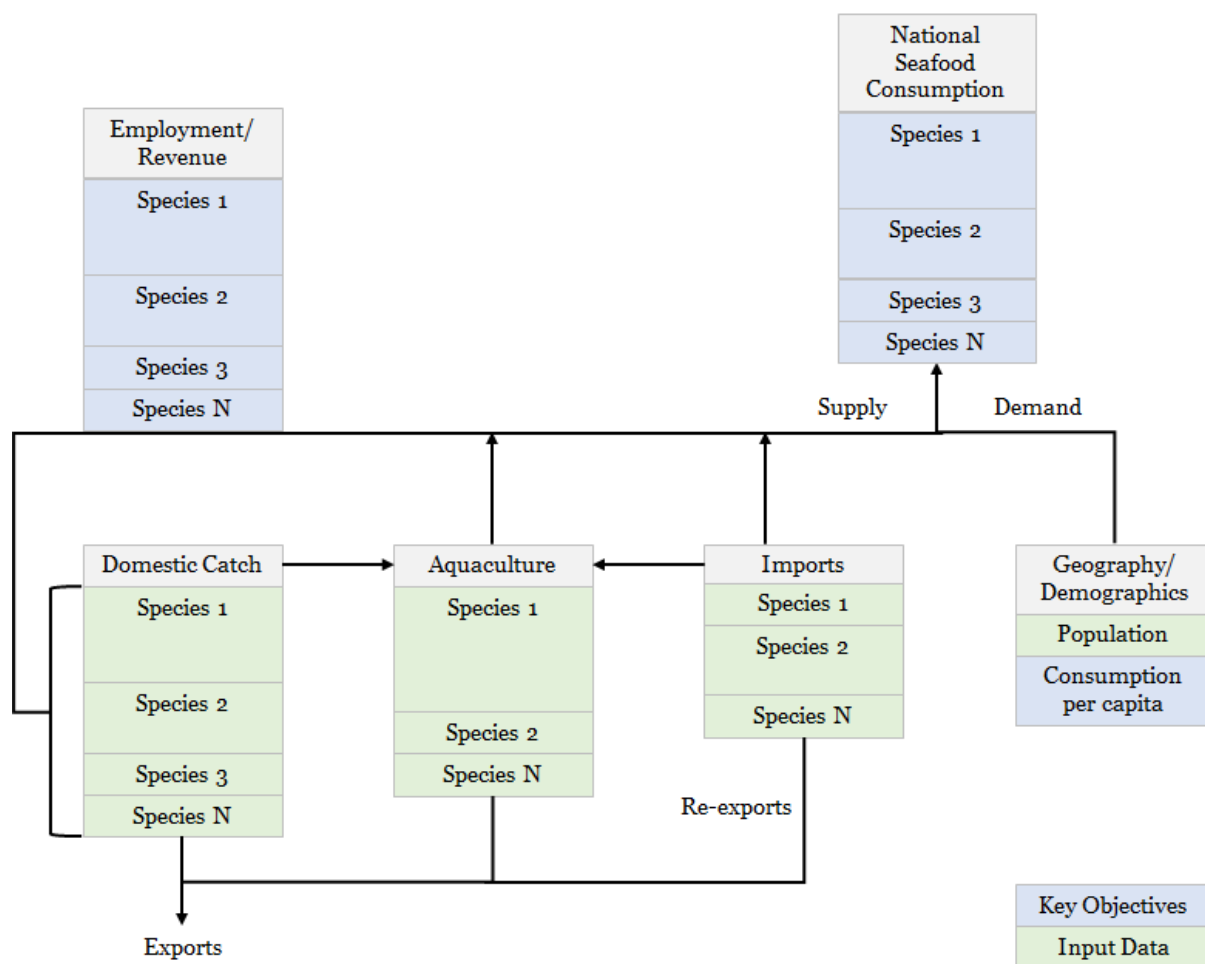 National
Seafood
Consumption
Species 1
Species 2
Species 3
Species N
Employment/
Revenue
Species 1
Species 2
Species 3
Species N
Supply
Demand
Domestic Catch
Species 1
Species 2
Species 3
Species N
Aquaculture
Species 1
Species 2
Species N
Imports
Species 1
Species 2
Species N
Geography/
Demographics
Population
Consumption
per capita
Re-exports
Exports
Key Objectives
Input Data